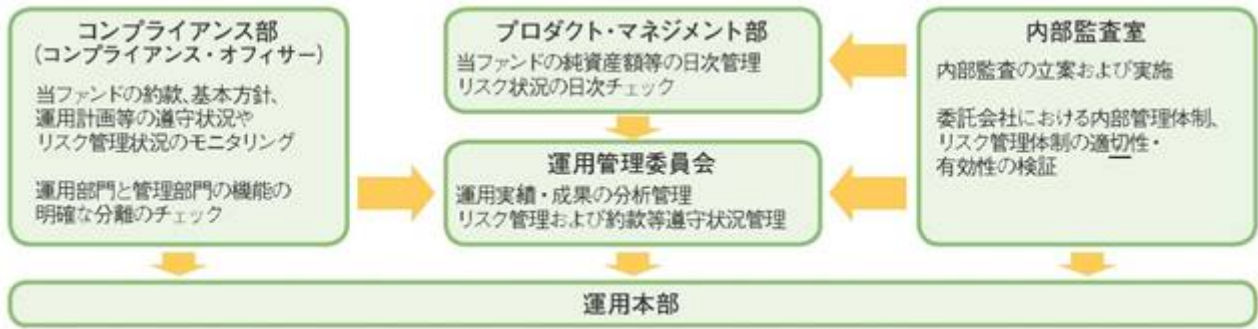 コンプライアンス部
(コンプライアンス・オフィサー)
当ファンドの約款、基本方針、
運用計画等の遵守状況や
リスク管理状況のモニタリング
運用部門と管理部門の機能の
明確な分離のチェック
プロダクト・マネジメント部
当ファンドの純資産額等の日次管理
リスク状況の日次チェック
運用管理委員会
運用実績・成果の分析管理
リスク管理および約款等遵守状況管理
内部監査室
内部監査の立案および実施
委託会社における内部管理体制、
リスク管理体制の適切性・
有効性の検証
運用本部